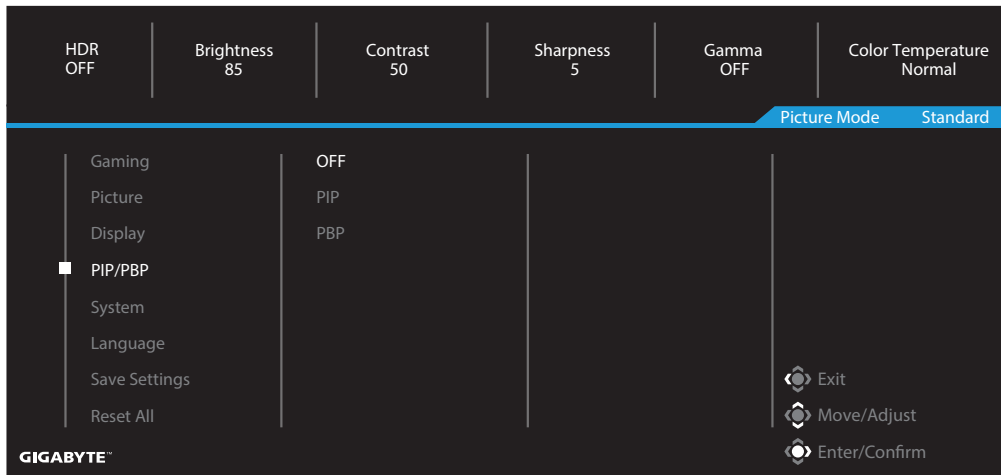 HDR
OFF
Brightness
85
Contrast
50
Sharpness
5
Gamma
OFF
Color Temperature
Normal
Picture Mode Standard
Gaming
Picture
Display
PIP/PBP
System
Language
Save Settings
Reset All
OFF
PIP
PBP
Exit
Move/Adjust
Enter/Confirm
GIGABYTE™